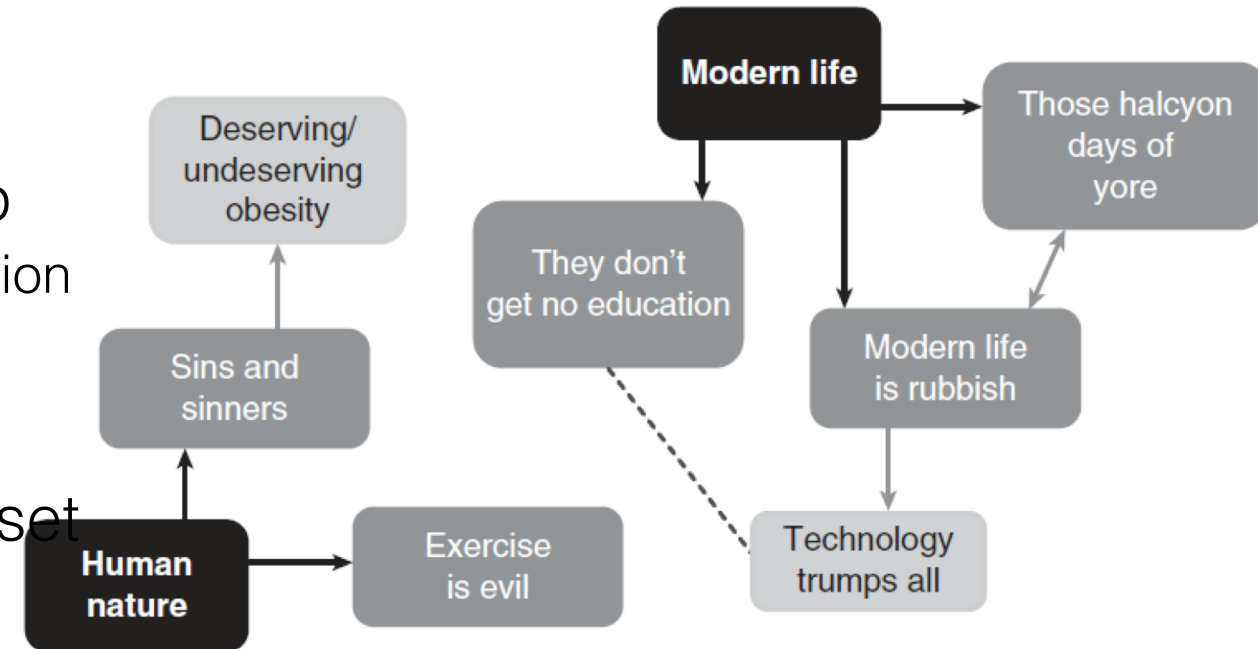 Modern life
Those halcyon
days of
yore
Deserving/
undeserving
obesity
ion
They don't
get no education
Sins and
sinners
Modern life
is rubbish
set
Human
nature
Exercise
is evil
Technology
trumps all